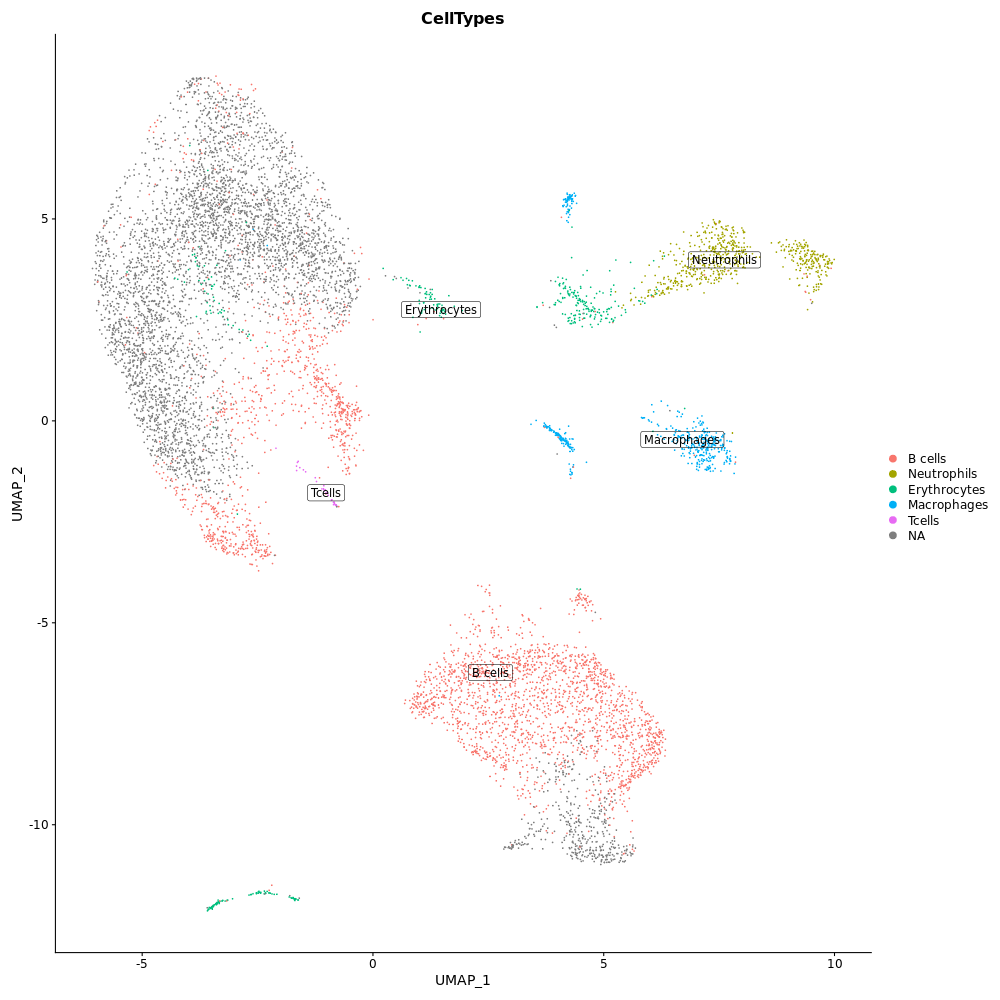 CellTypes
UMAP_2
5
0
-5
-10
Neutrophils
Erythrocytes
Macrophages
Tcells
B cells
B cells
Neutrophils
Erythrocytes
Macrophages
Tcells
NA
-5
0
5
10
UMAP_1